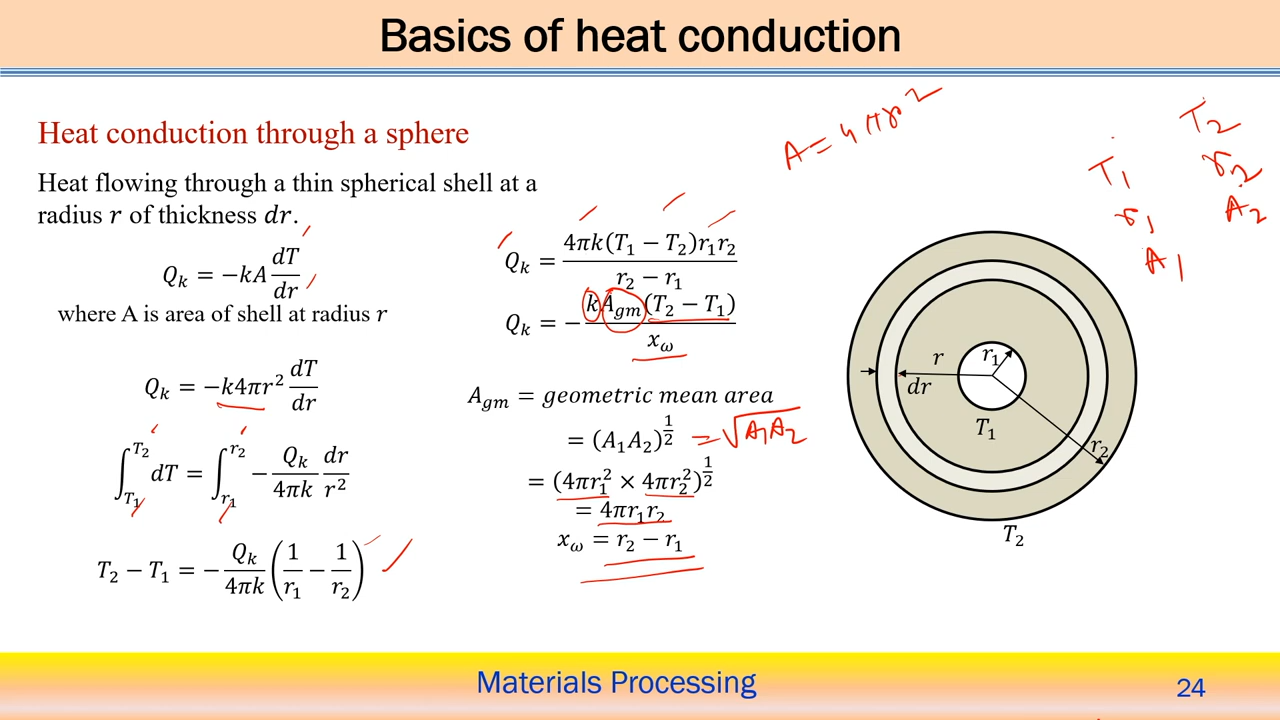 Basics of heat conduction
Heat conduction through a sphere
Heat flowing through a thin spherical shell at a
radius r of thickness dr.
Q_k = −kA dT/dr
where A is area of shell at radius r
Q_k = −k4πr² dT/dr
∫_{T₁}^{T₂} dT = ∫_{r₁}^{r₂} − Q_k/4πk dr/r²
T₂ − T₁ = − Q_k/4πk (1/r₁ − 1/r₂)
Q_k = 4πk(T₁ − T₂)r₁r₂ / r₂ − r₁
Q_k = − kA_{gm}(T₂ − T₁) / x_ω
A_{gm} = geometric mean area
= (A₁A₂)^{1/2} = √A₁A₂
= (4πr₁² × 4πr₂²)^{1/2}
= 4πr₁r₂
x_ω = r₂ − r₁
A = 4πr²
T₁
r₁
A₁
T₂
r₂
A₂
r
r₁
dr
T₁
r₂
T₂
Materials Processing
24